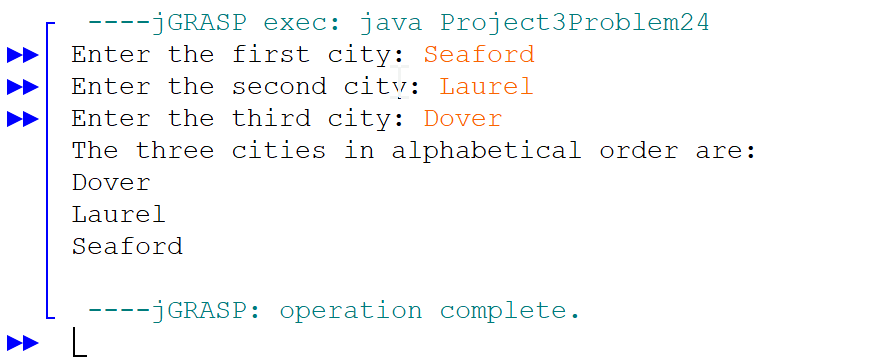 ----jGRASP exec: java Project3Problem24
Enter the first city: Seaford
Enter the second city: Laurel
Enter the third city: Dover
The three cities in alphabetical order are:
Dover
Laurel
Seaford
----jGRASP: operation complete.